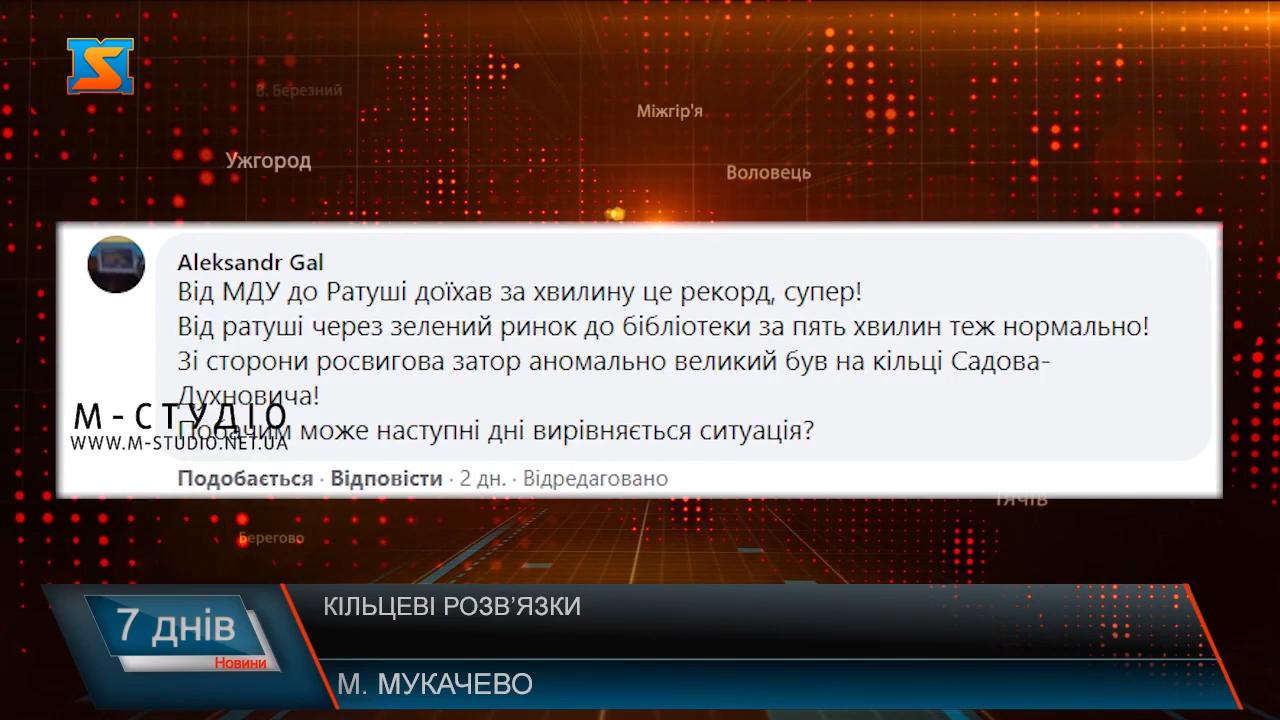 В. Березний
Міжгір'я
Ужгород
Воловець
Aleksandr Gal
Від МДУ до Ратуші доїхав за хвилину це рекорд, супер!
Від ратуші через зелений ринок до бібліотеки за пять хвилин теж нормально!
Зі сторони росвигова затор аномально великий був на кільці Садова-
Духновича!
М-СТУДІО
Побачим може наступні дні вирівняється ситуація?
WWW.M-STUDIO.NET.UA
Подобається · Відповісти · 2 дн. · Відредаговано
Тячів
Берегово
7 днів
Новини
КІЛЬЦЕВІ РОЗВ’ЯЗКИ
М. МУКАЧЕВО